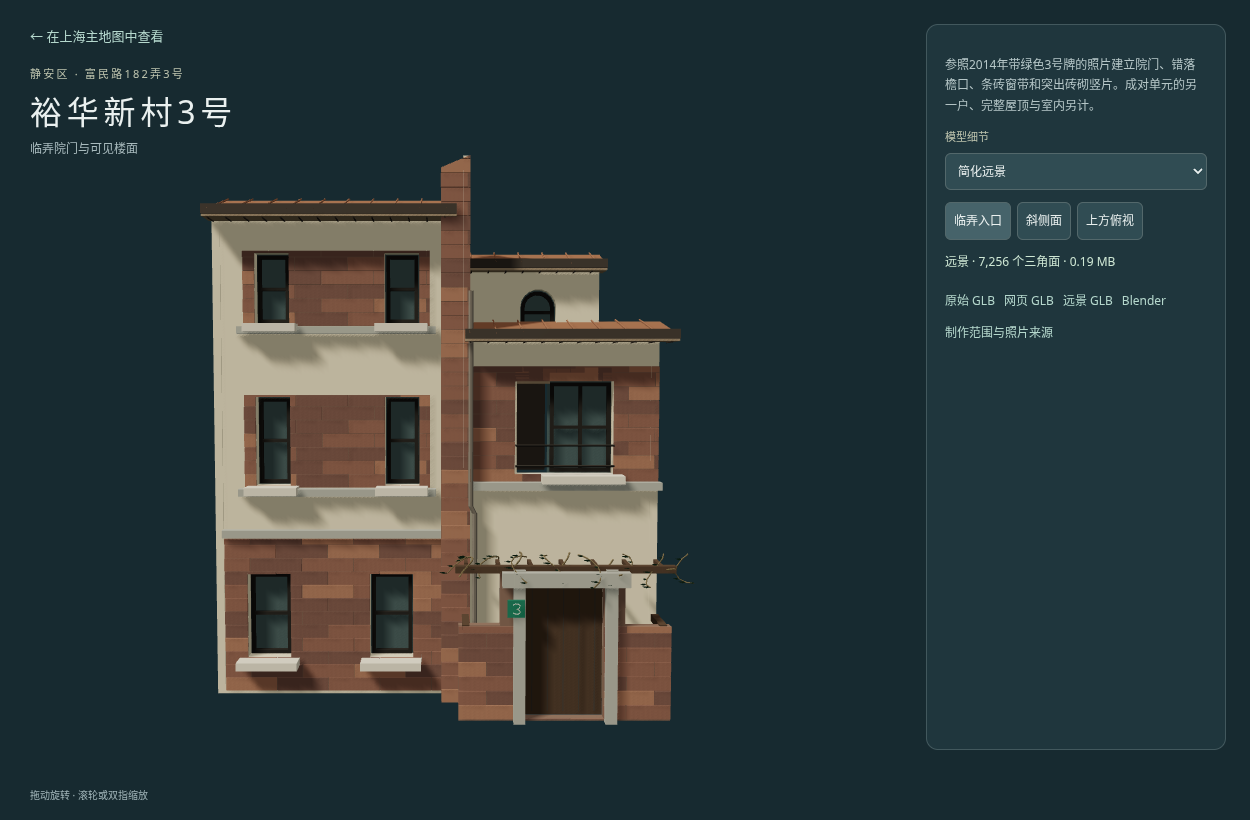 ← 在上海主地图中查看
静安区 · 富民路182弄3号
裕华新村3号
临弄院门与可见楼面
3
拖动旋转 · 滚轮或双指缩放
参照2014年带绿色3号牌的照片建立院门、错落
檐口、条砖窗带和突出砖砌竖片。成对单元的另
一户、完整屋顶与室内另计。
模型细节
简化远景
临弄入口 斜侧面 上方俯视
远景 · 7,256 个三角面 · 0.19 MB
原始 GLB 网页 GLB 远景 GLB Blender
制作范围与照片来源